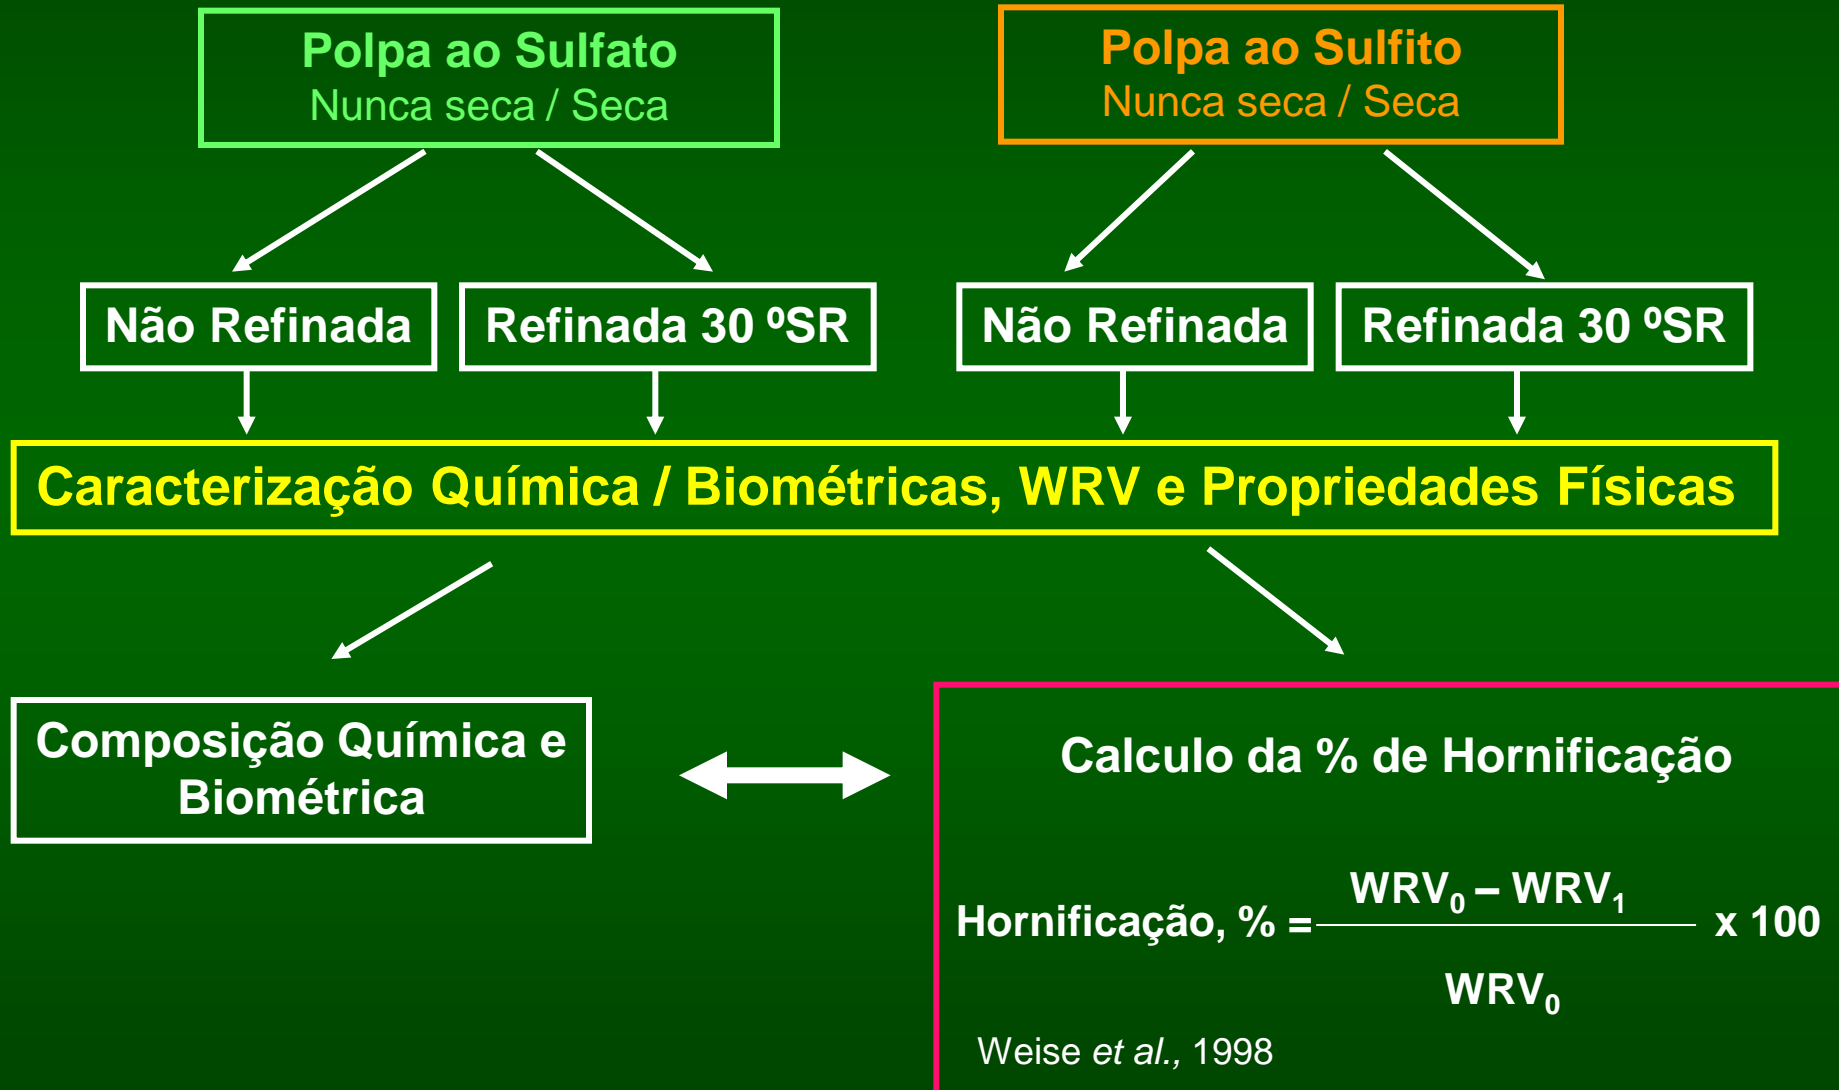 Polpa ao Sulfato
Nunca seca / Seca
Polpa ao Sulfito
Nunca seca / Seca
Não Refinada
Refinada 30 ºSR
Não Refinada
Refinada 30 ºSR
Caracterização Química / Biométricas, WRV e Propriedades Físicas
Composição Química e
Biométrica
Calculo da % de Hornificação
WRV₀ – WRV₁
Hornificação, % = x 100
WRV₀
Weise et al., 1998